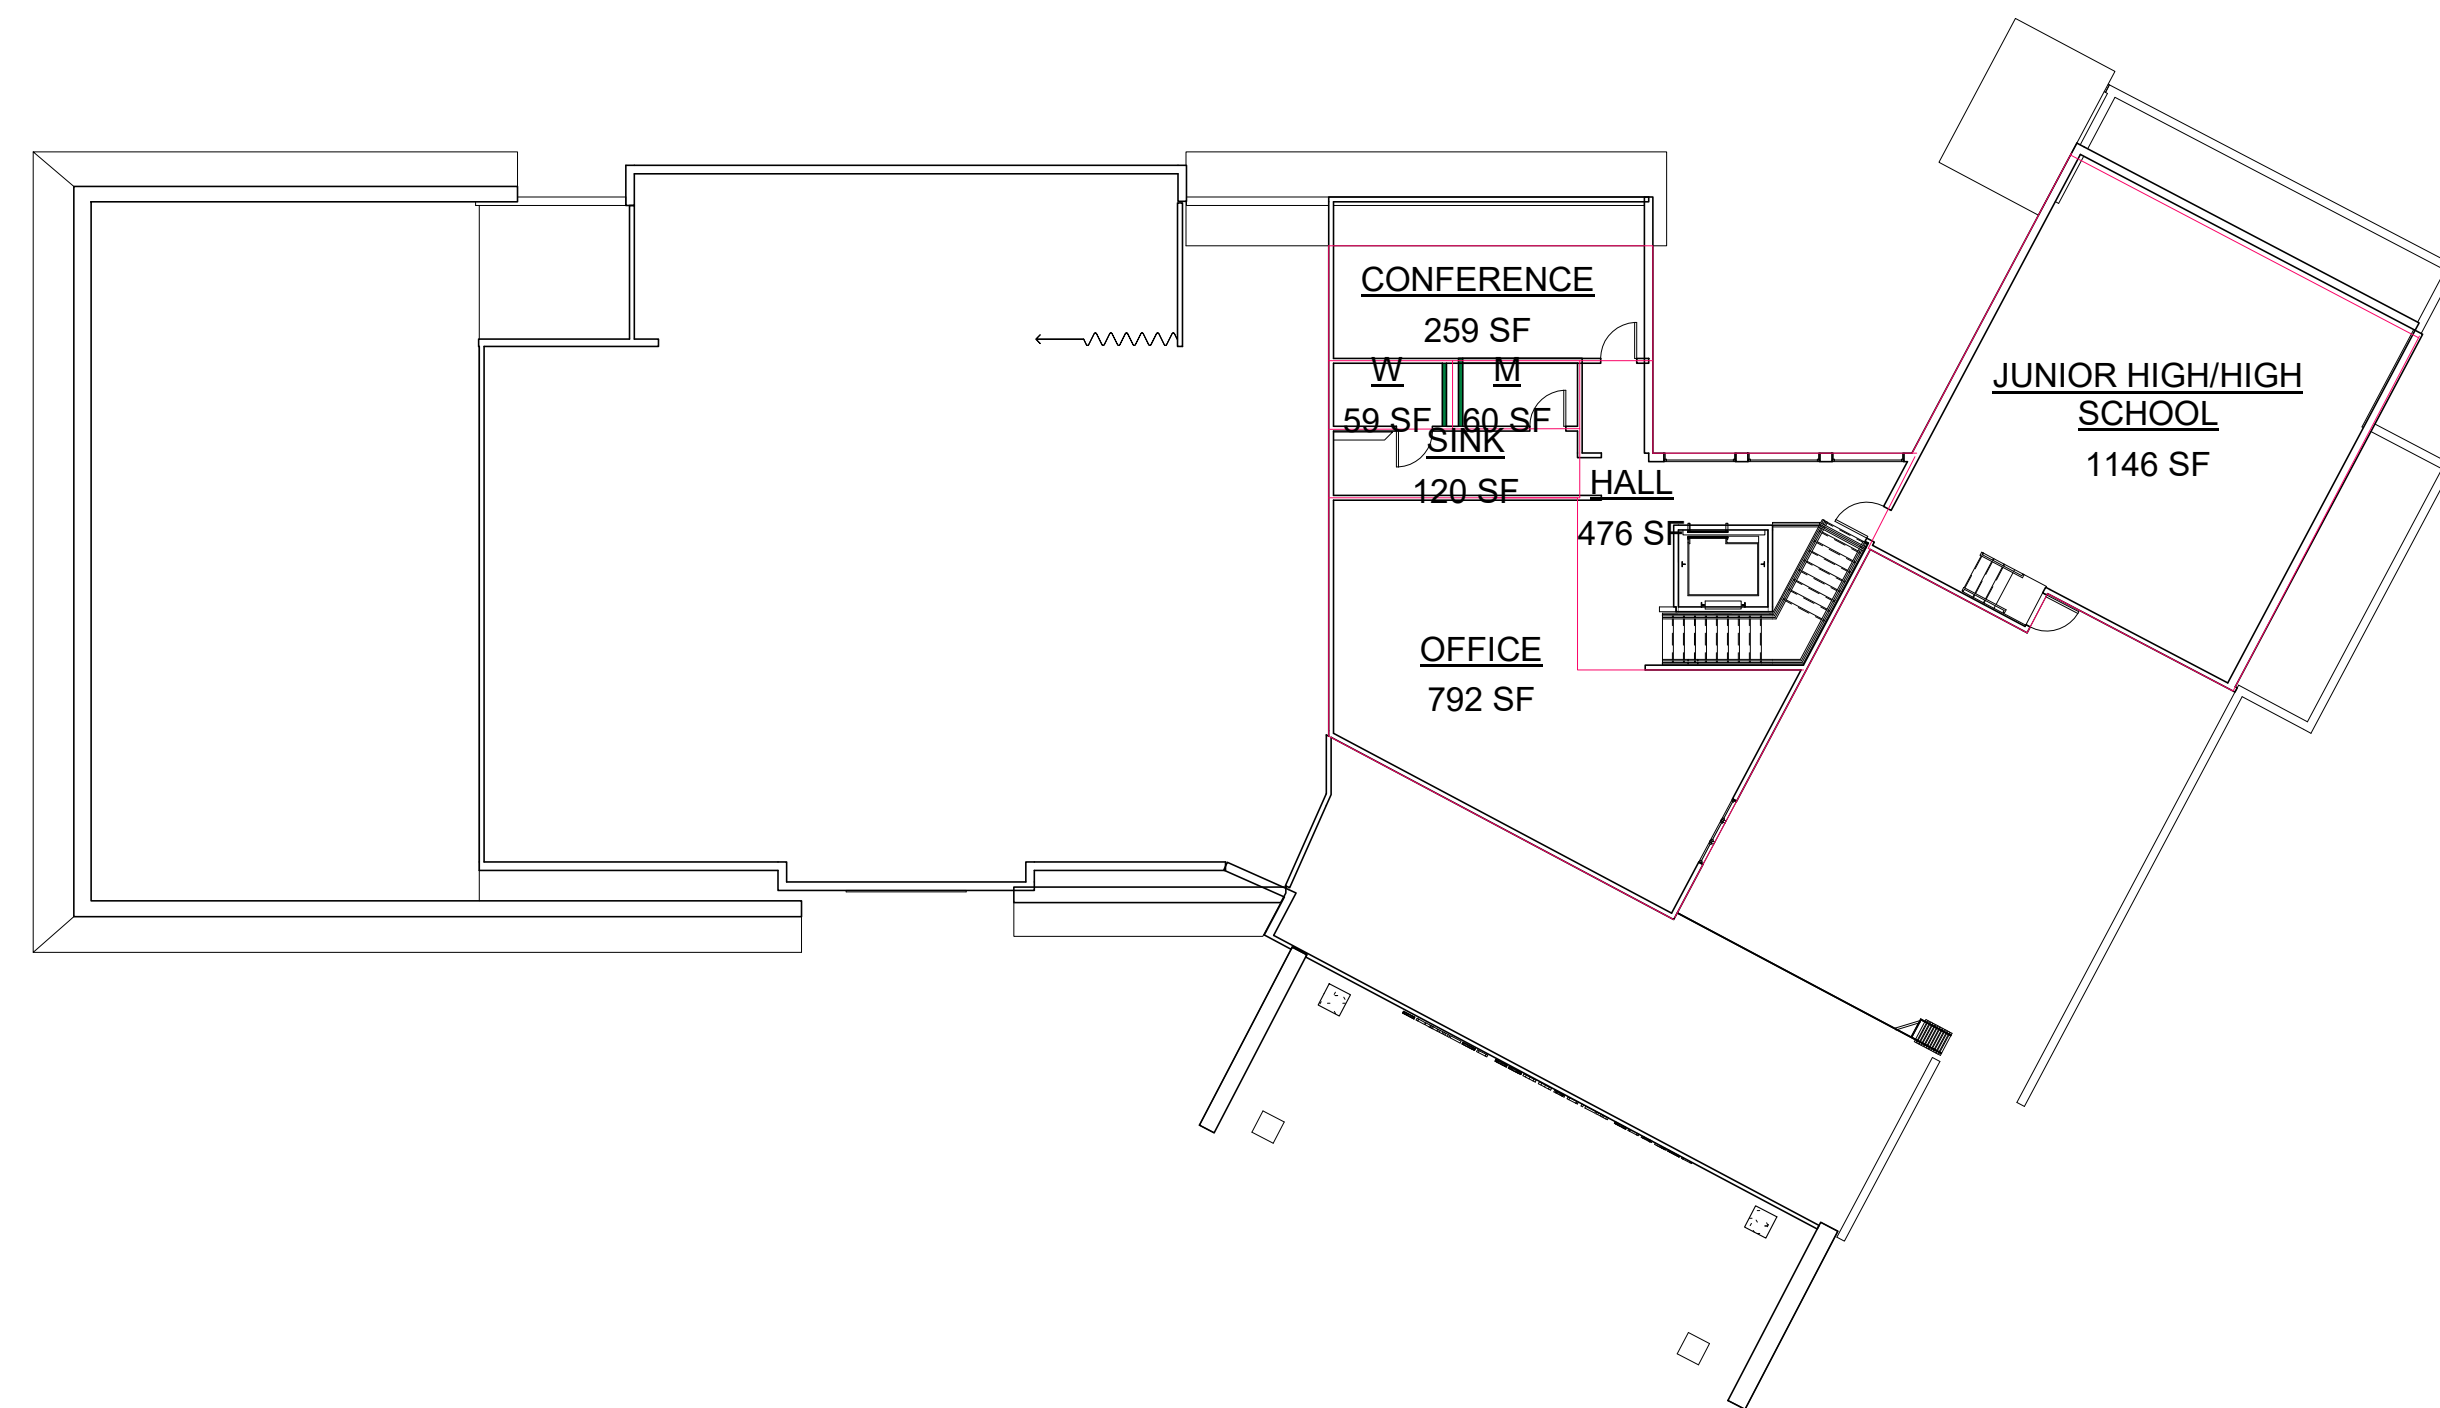 CONFERENCE
259 SF
W
59 SF
M
60 SF
SINK
120 SF
HALL
476 SF
OFFICE
792 SF
JUNIOR HIGH/HIGH
SCHOOL
1146 SF